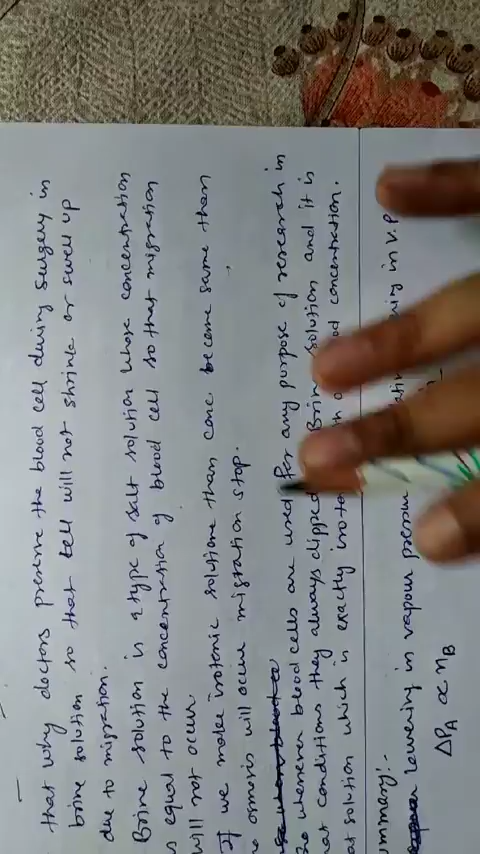 that why doctors preserve the blood cell during surgery in
brine solution so that cell will not shrink or swell up
due to migration.
Brine solution is a type of salt solution whose concentration
is equal to the concentration of blood cell so that migration
will not occur
If we make isotonic solutions than conc become same than
osmosis will occur migration stop.
whenever blood cells are used for any purpose of research in
conditions they always dipped Brine solution and it is
solution which is exactly concentration.
lowering in vapour pressure in V.P
ΔPA ∝ nB